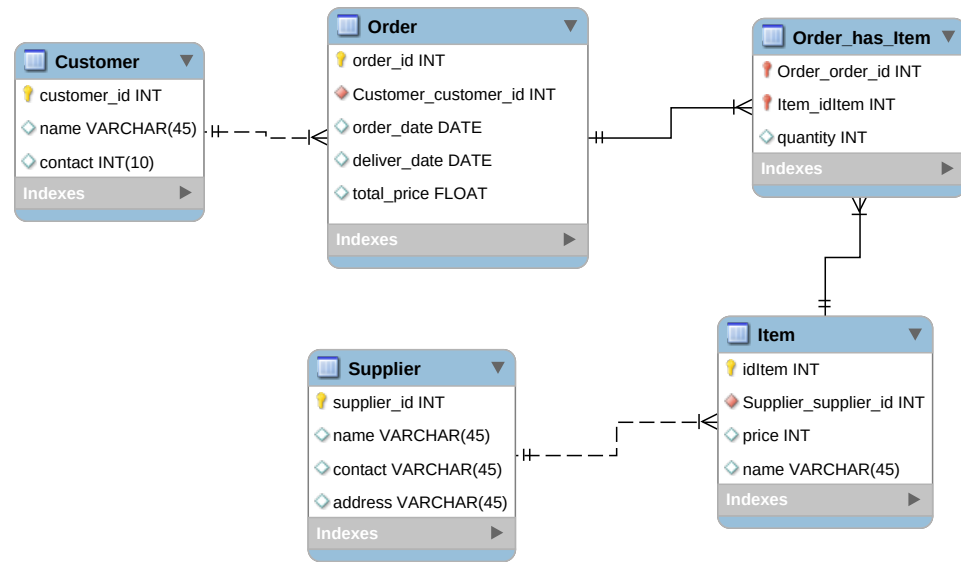 Customer
customer_id INT
name VARCHAR(45)
contact INT(10)
Indexes
Order
order_id INT
Customer_customer_id INT
order_date DATE
deliver_date DATE
total_price FLOAT
Indexes
Order_has_Item
Order_order_id INT
Item_idItem INT
quantity INT
Indexes
Supplier
supplier_id INT
name VARCHAR(45)
contact VARCHAR(45)
address VARCHAR(45)
Indexes
Item
idItem INT
Supplier_supplier_id INT
price INT
name VARCHAR(45)
Indexes